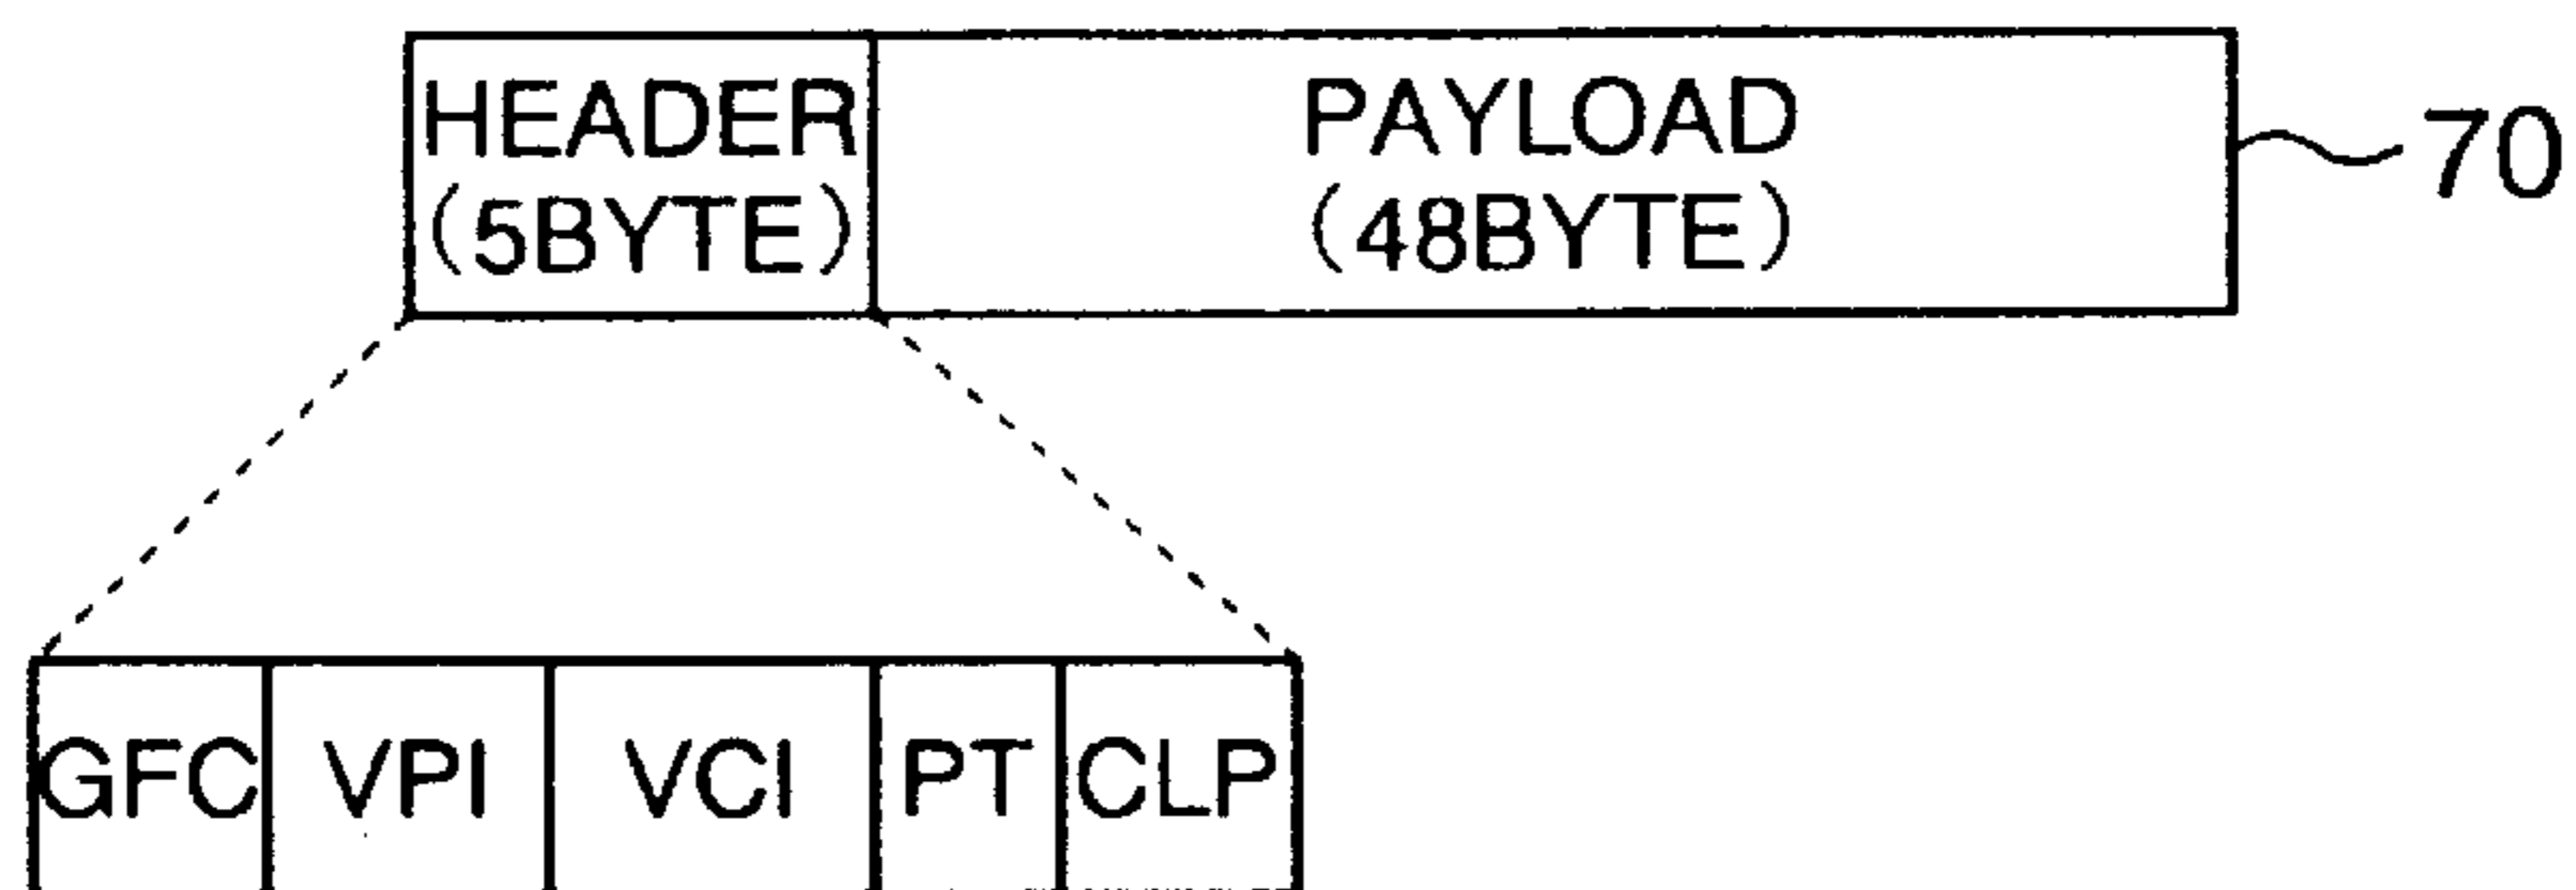 HEADER PAYLOAD
(5BYTE) (48BYTE) 70
GFC VPI VCI PT CLP